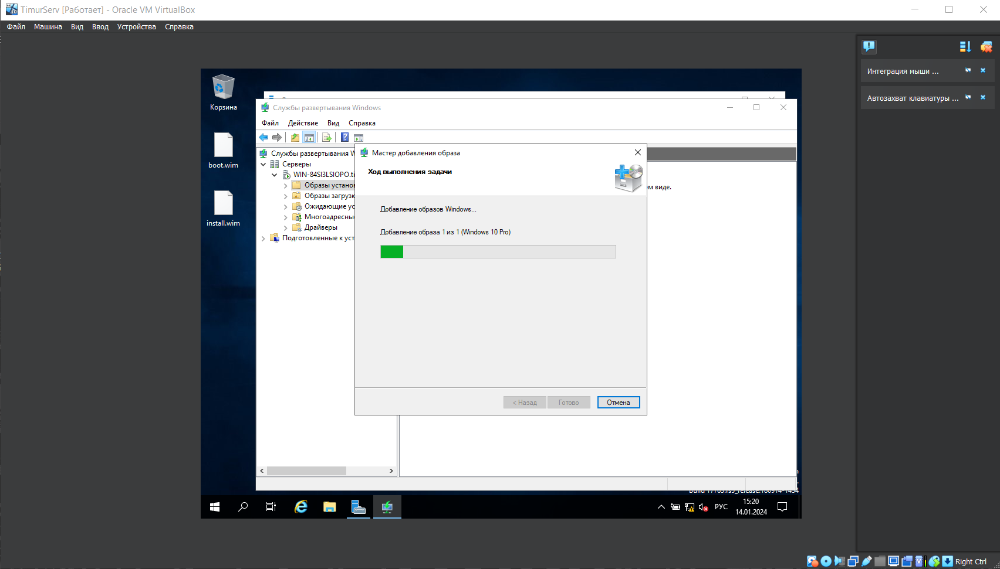 TimurServ [Работает] - Oracle VM VirtualBox
Файл Машина Вид Ввод Устройства Справка
Интеграция мыши ...
Автозахват клавиатуры ...
Корзина
boot.wim
install.wim
Службы развертывания Windows
Файл Действие Вид Справка
Службы развертывания W
Серверы
WIN-84SI3LSIOPO.ti
Образы устанo
Образы загрузк
Ожидающие ус
Многоадресны
Драйверы
Подготовленные к уст
ом виде.
Мастер добавления образа
Ход выполнения задачи
Добавление образов Windows...
Добавление образа 1 из 1 (Windows 10 Pro)
< Назад Готово Отмена
РУС
15:20
14.01.2024
Right Ctrl